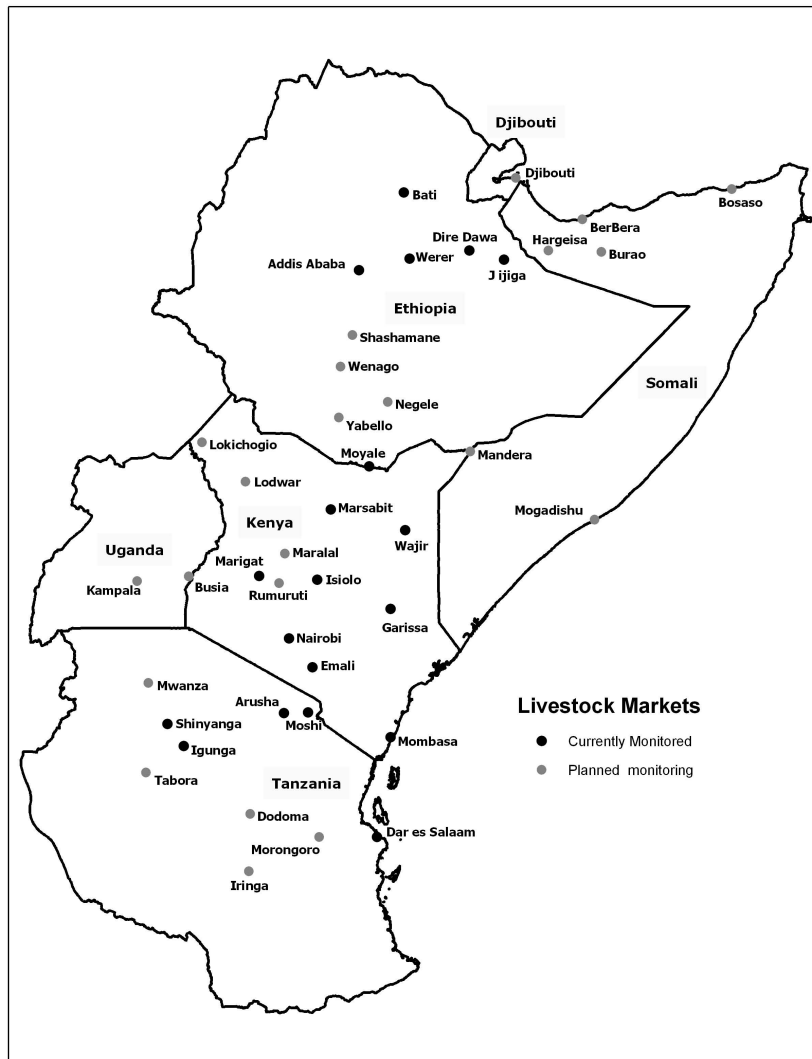 Djibouti
Djibouti
Bati
Bosaso
BerBera
Dire Dawa
Hargeisa
Burao
Werer
J ijiga
Addis Ababa
Ethiopia
Shashamane
Wenago
Somali
Negele
Yabello
Lokichogio
Moyale
Mandera
Lodwar
Marsabit
Mogadishu
Kenya
Wajir
Uganda
Maralal
Marigat
Isiolo
Kampala
Busia
Rumuruti
Garissa
Nairobi
Emali
Mwanza
Arusha
Shinyanga
Moshi
Livestock Markets
Mombasa
Currently Monitored
Igunga
Planned monitoring
Tabora
Tanzania
Dodoma
Dar es Salaam
Morongoro
Iringa